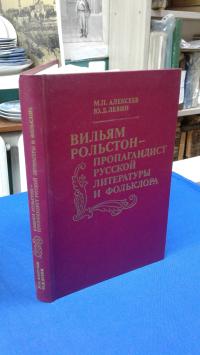 М.П. АЛЕКСЕЕВ
Ю.Д. ЛЕВИН
ВИЛЬЯМ
РОЛЬСТОН—
ПРОПАГАНДИСТ
РУССКОЙ
ЛИТЕРАТУРЫ
И ФОЛЬКЛОРА